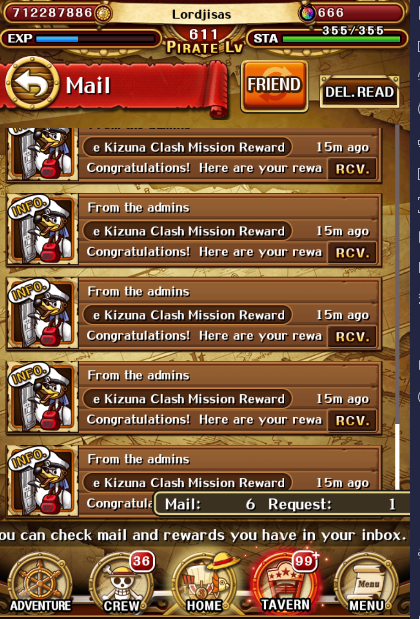 712287886
Lordjisas
666
EXP
611
PIRATE LV
STA
355/355
Mail
FRIEND
DEL.READ
From the admins
e Kizuna Clash Mission Reward
15m ago
Congratulations! Here are your rewa
RCV.
INFO.
From the admins
e Kizuna Clash Mission Reward
15m ago
Congratulations! Here are your rewa
RCV.
INFO.
From the admins
e Kizuna Clash Mission Reward
15m ago
Congratulations! Here are your rewa
RCV.
INFO.
From the admins
e Kizuna Clash Mission Reward
15m ago
Congratulations! Here are your rewa
RCV.
INFO.
From the admins
e Kizuna Clash Mission Reward
15m ago
Congratula
Mail: 6 Request: 1
ou can check mail and rewards you have in your inbox.
36
99+
Menu
ADVENTURE
CREW
HOME
TAVERN
MENU